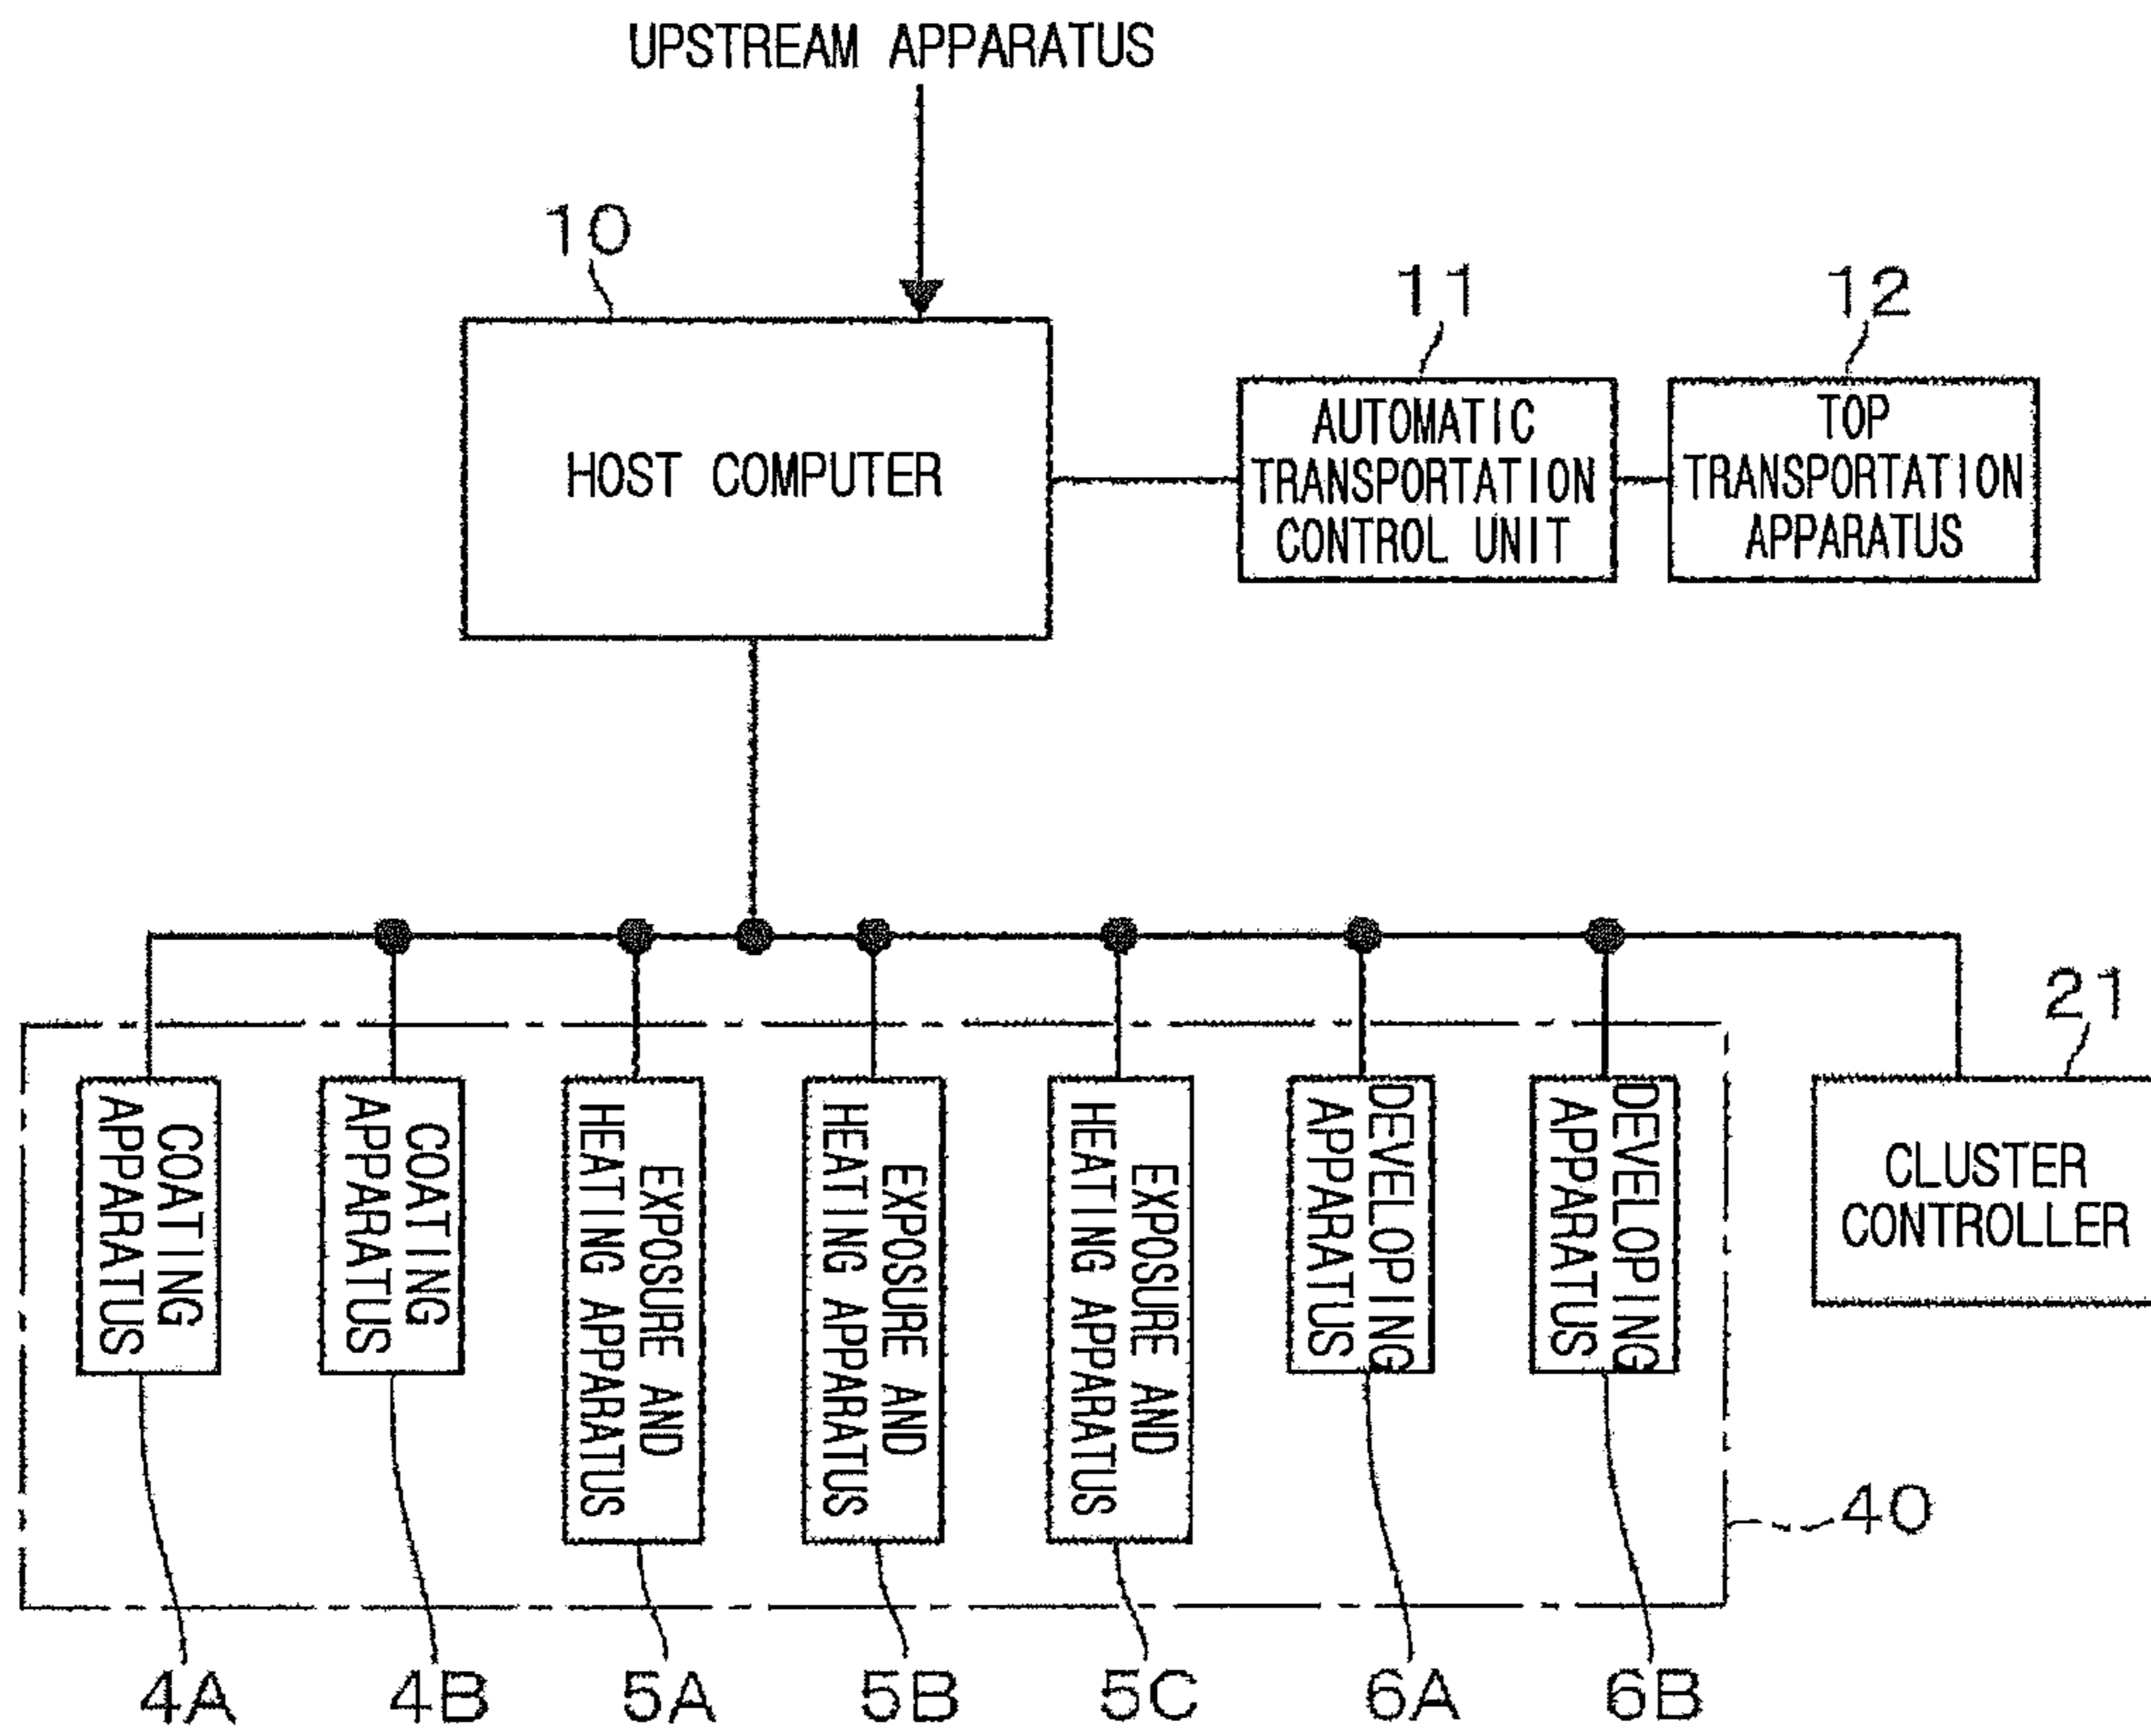 UPSTREAM APPARATUS
10
HOST COMPUTER
11
AUTOMATIC
TRANSPORTATION
CONTROL UNIT
12
TOP
TRANSPORTATION
APPARATUS
COATING
APPARATUS
COATING
APPARATUS
EXPOSURE AND
HEATING APPARATUS
EXPOSURE AND
HEATING APPARATUS
EXPOSURE AND
HEATING APPARATUS
DEVELOPING
APPARATUS
DEVELOPING
APPARATUS
21
CLUSTER
CONTROLLER
40
4A
4B
5A
5B
5C
6A
6B